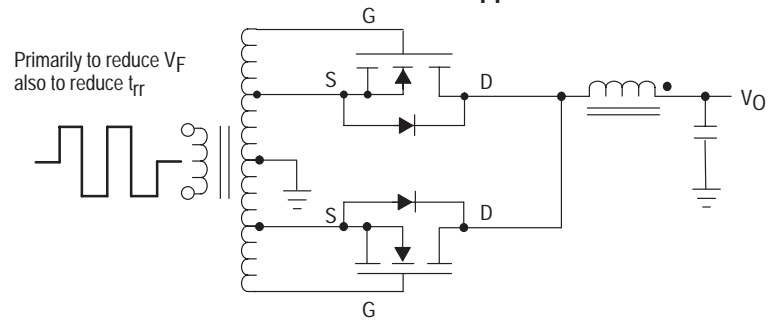 G
Primarily to reduce VF
also to reduce trr
S
D
VO
S
D
G